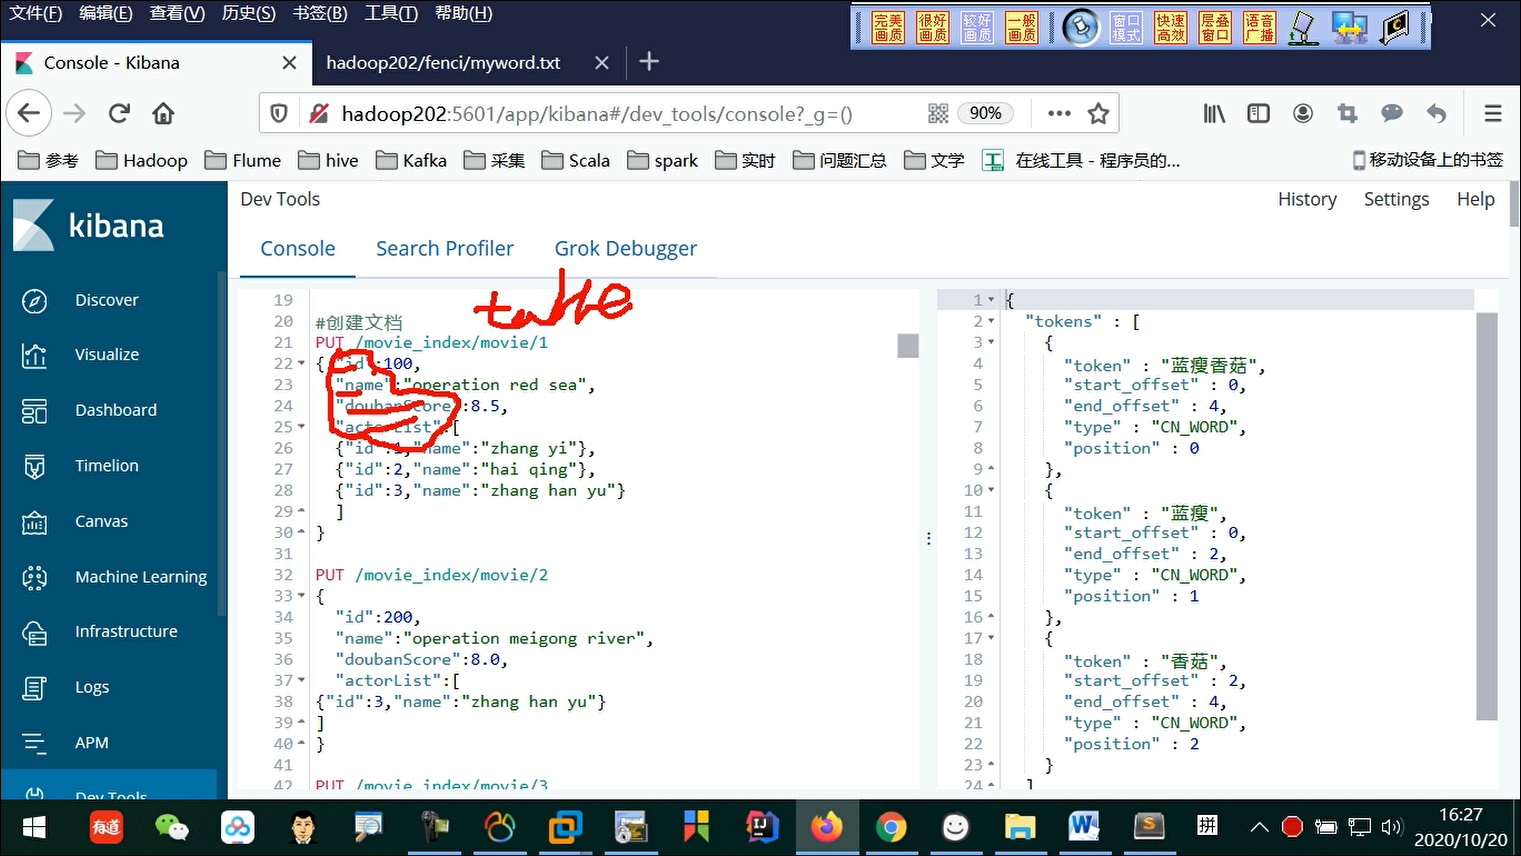 文件(F) 编辑(E) 查看(V) 历史(S) 书签(B) 工具(T) 帮助(H)
完美画质 很好画质 较好画质 一般画质 窗口模式 快速高效 层叠窗口 语音广播
Console - Kibana
hadoop202/fenci/myword.txt
hadoop202:5601/app/kibana#/dev_tools/console?_g=()
90%
参考 Hadoop Flume hive Kafka 采集 Scala spark 实时 问题汇总 文学 在线工具 - 程序员的... 移动设备上的书签
kibana
Discover
Visualize
Dashboard
Timelion
Canvas
Machine Learning
Infrastructure
Logs
APM
Dev Tools
Dev Tools
History Settings Help
Console Search Profiler Grok Debugger
table
19
20 #创建文档
21 PUT /movie_index/movie/1
22 { "id":100,
23 "name":"operation red sea",
24 "doubanScore":8.5,
25 "actorList":[
26 {"id":1,"name":"zhang yi"},
27 {"id":2,"name":"hai qing"},
28 {"id":3,"name":"zhang han yu"}
29 ]
30 }
31
32 PUT /movie_index/movie/2
33 {
34 "id":200,
35 "name":"operation meigong river",
36 "doubanScore":8.0,
37 "actorList":[
38 {"id":3,"name":"zhang han yu"}
39 ]
40 }
41
42 PUT /movie_index/movie/3
1 {
2 "tokens" : [
3 {
4 "token" : "蓝瘦香菇",
5 "start_offset" : 0,
6 "end_offset" : 4,
7 "type" : "CN_WORD",
8 "position" : 0
9 },
10 {
11 "token" : "蓝瘦",
12 "start_offset" : 0,
13 "end_offset" : 2,
14 "type" : "CN_WORD",
15 "position" : 1
16 },
17 {
18 "token" : "香菇",
19 "start_offset" : 2,
20 "end_offset" : 4,
21 "type" : "CN_WORD",
22 "position" : 2
23 }
24 ]
有道
拼
16:27
2020/10/20